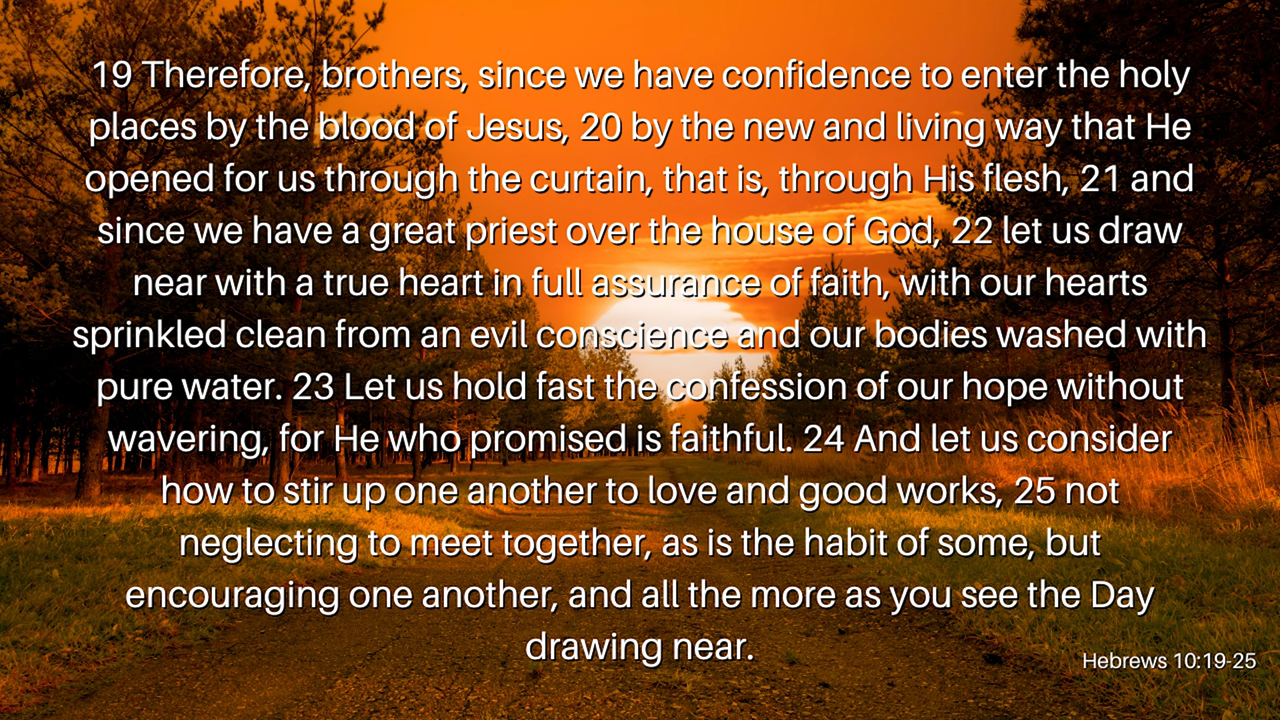 19 Therefore, brothers, since we have confidence to enter the holy
places by the blood of Jesus, 20 by the new and living way that He
opened for us through the curtain, that is, through His flesh, 21 and
since we have a great priest over the house of God, 22 let us draw
near with a true heart in full assurance of faith, with our hearts
sprinkled clean from an evil conscience and our bodies washed with
pure water. 23 Let us hold fast the confession of our hope without
wavering, for He who promised is faithful. 24 And let us consider
how to stir up one another to love and good works, 25 not
neglecting to meet together, as is the habit of some, but
encouraging one another, and all the more as you see the Day
drawing near.
Hebrews 10:19-25